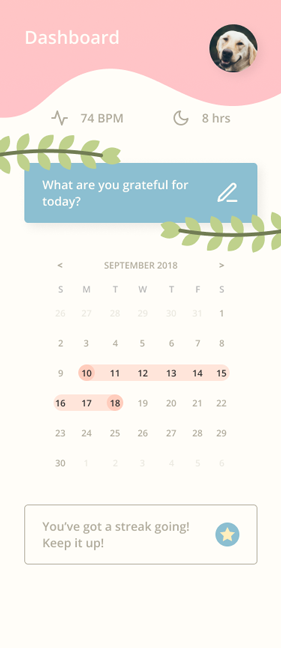 Dashboard
74 BPM 8 hrs
What are you grateful for
today?
< SEPTEMBER 2018 >
S M T W T F S
26 27 28 29 30 31 1
2 3 4 5 6 7 8
9 10 11 12 13 14 15
16 17 18 19 20 21 22
23 24 25 26 27 28 29
30 1 2 3 4 5 6
You've got a streak going!
Keep it up!